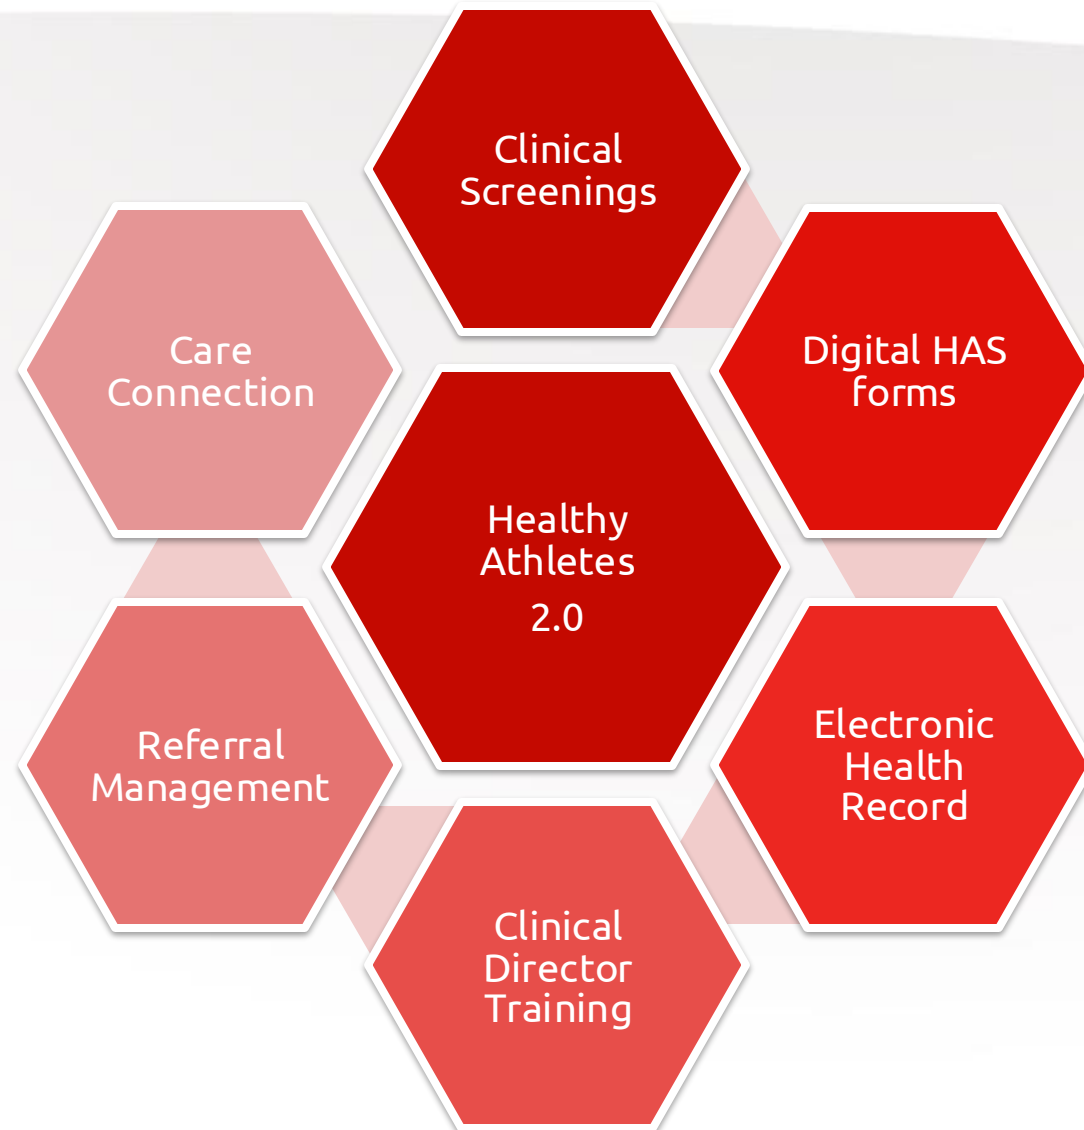 Clinical
Screenings
Digital HAS
forms
Care
Connection
Healthy
Athletes
2.0
Electronic
Health
Record
Referral
Management
Clinical
Director
Training